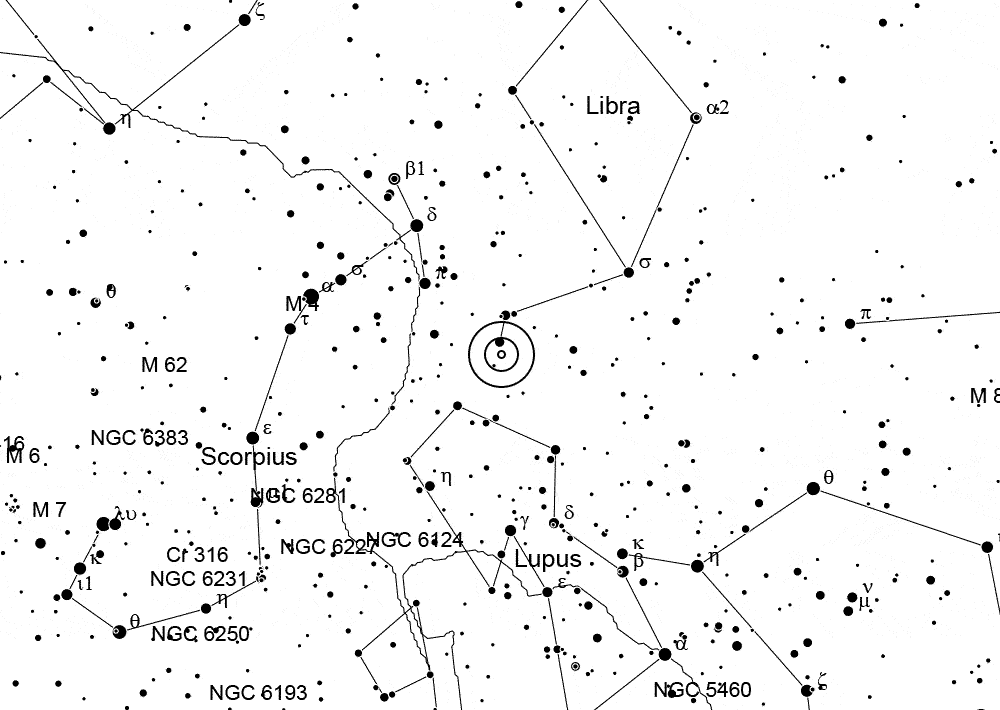 ζ
Libra
α2
η
β1
δ
σ
π
σ
α
θ
M 4
τ
π
M 62
M 8
ε
NGC 6383
16
M 6
Scorpius
η
θ
NGC 6281
M 7
λυ
γ
δ
NGC 6227
NGC 6124
κ
Cr 316
κ
Lupus
β
η
NGC 6231
ι1
ε
ν
μ
η
θ
NGC 6250
α
ζ
NGC 6193
NGC 5460